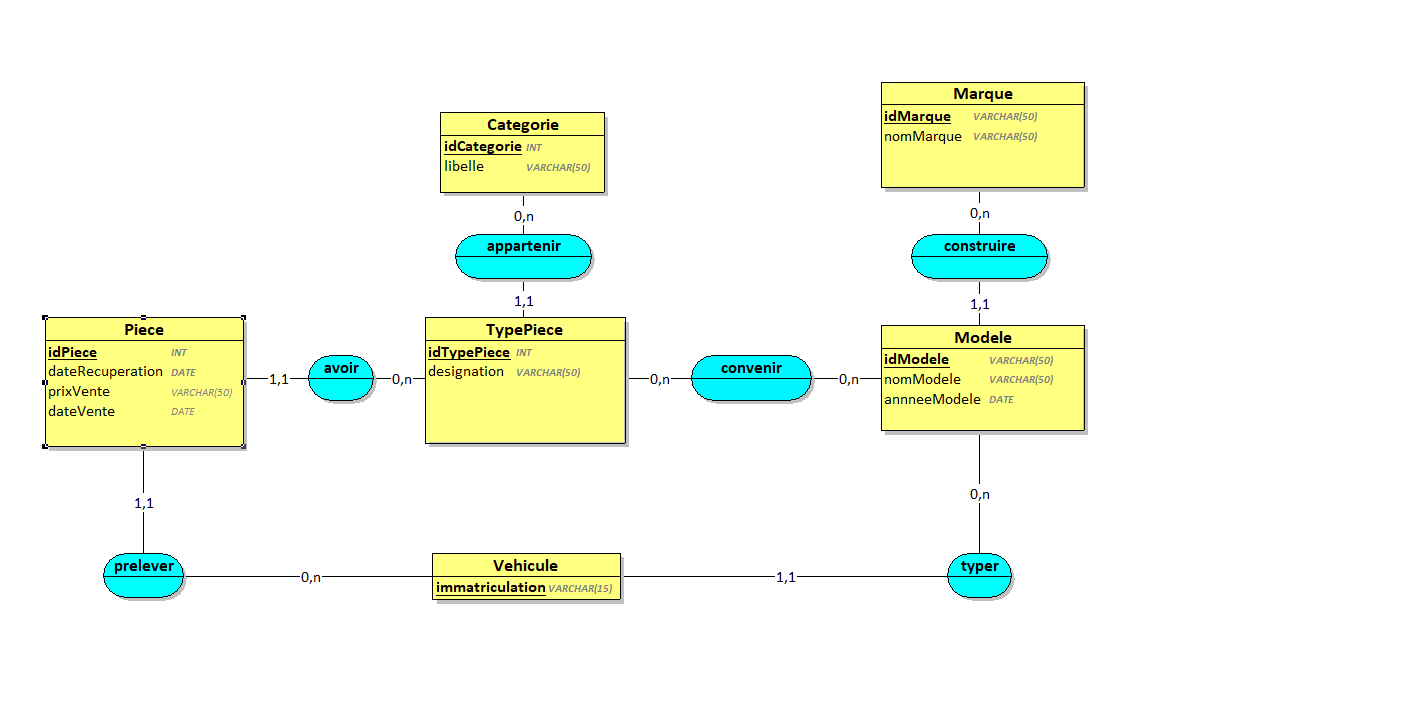 Marque
idMarque VARCHAR(50)
nomMarque VARCHAR(50)
Categorie
idCategorie INT
libelle VARCHAR(50)
0,n
0,n
appartenir
construire
1,1
1,1
Piece
idPiece INT
dateRecuperation DATE
prixVente VARCHAR(50)
dateVente DATE
1,1
avoir
0,n
TypePiece
idTypePiece INT
designation VARCHAR(50)
0,n
convenir
0,n
Modele
idModele VARCHAR(50)
nomModele VARCHAR(50)
annneeModele DATE
1,1
0,n
prelever
0,n
Vehicule
immatriculation VARCHAR(15)
1,1
typer